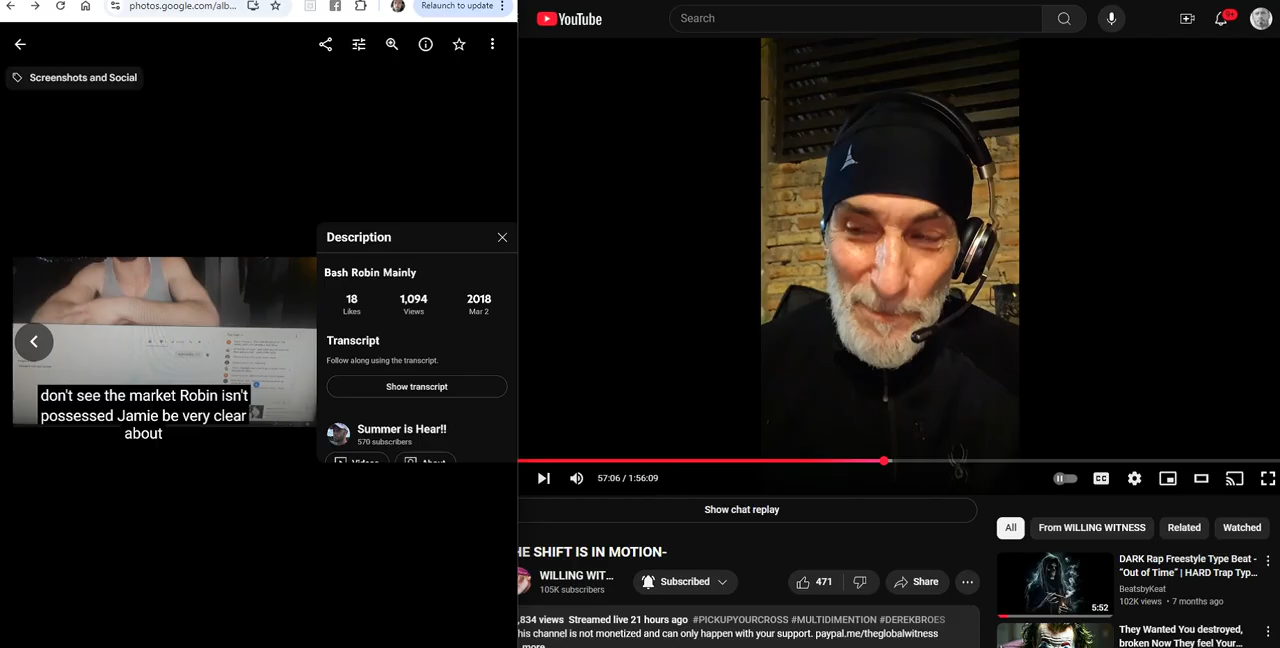 photos.google.com/alb...
Relaunch to update
Screenshots and Social
Description
Bash Robin Mainly
18
1,094
2018
Likes
Views
Mar 2
Transcript
Follow along using the transcript.
Show transcript
Summer is Hear!!
570 subscribers
Videos
About
don't see the market Robin isn't
possessed Jamie be very clear
about
YouTube
Search
9+
57:06 / 1:56:09
CC
Show chat replay
HE SHIFT IS IN MOTION-
WILLING WIT...
105K subscribers
Subscribed
471
Share
,834 views Streamed live 21 hours ago #PICKUPYOURCROSS #MULTIDIMENTION #DEREKBROES
his channel is not monetized and can only happen with your support. paypal.me/theglobalwitness
more
All
From WILLING WITNESS
Related
Watched
5:52
DARK Rap Freestyle Type Beat -
"Out of Time" | HARD Trap Typ...
BeatsbyKeat
102K views • 7 months ago
They Wanted You destroyed,
broken Now They feel Your...